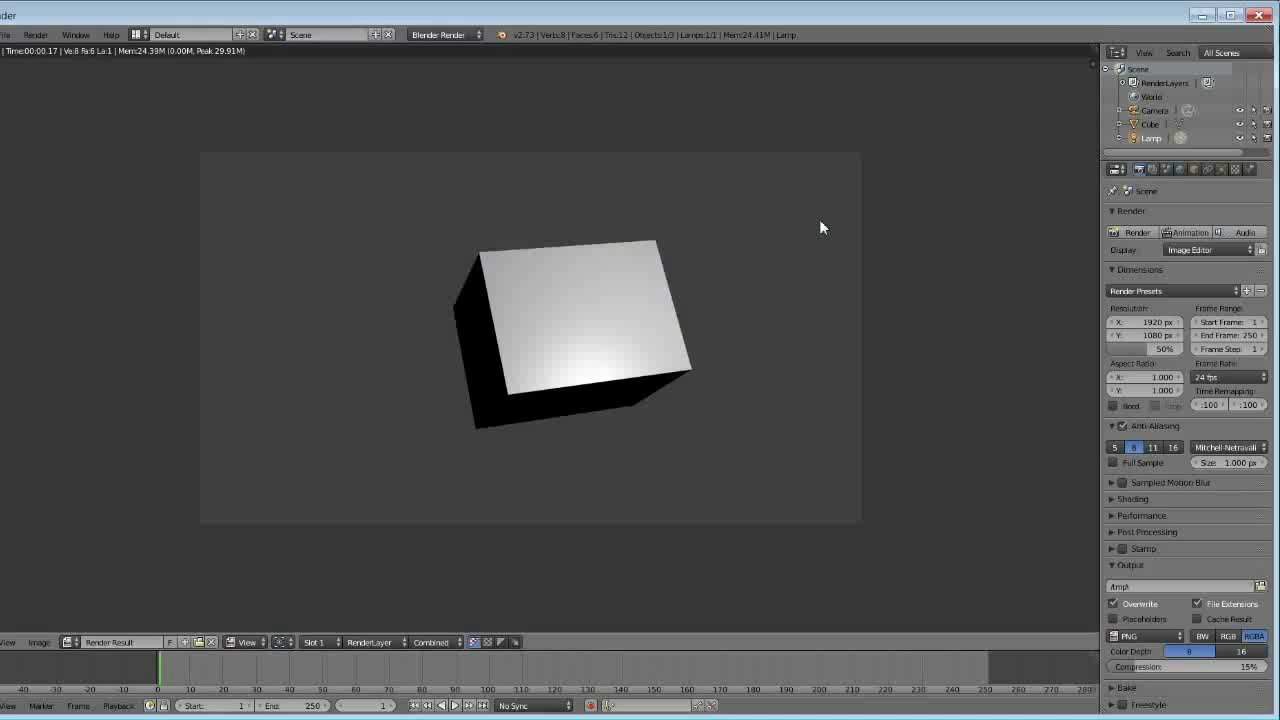 der
File Render Window Help Default Scene Blender Render v2.73 | Verts:8 | Faces:6 | Tris:12 | Objects:1/3 | Lamps:1/1 | Mem:24.41M | Lamp
| Time:00:00.17 | Ve:8 Fa:6 La:1 | Mem:24.39M (0.00M, Peak 29.91M)
View Search All Scenes
Scene
RenderLayers |
World
Camera |
Cube |
Lamp |
Scene
Render
Render Animation Audio
Display: Image Editor
Dimensions
Render Presets
Resolution: Frame Range:
X: 1920 px Start Frame: 1
Y: 1080 px End Frame: 250
50% Frame Step: 1
Aspect Ratio: Frame Rate:
X: 1.000 24 fps
Y: 1.000 Time Remapping:
Bord Crop :100 :100
Anti-Aliasing
5 8 11 16 Mitchell-Netravali
Full Sample Size: 1.000 px
Sampled Motion Blur
Shading
Performance
Post Processing
Stamp
Output
/tmp\
Overwrite File Extensions
Placeholders Cache Result
PNG BW RGB RGBA
Color Depth: 8 16
Compression: 15%
Bake
Freestyle
View Image Render Result F View Slot 1 RenderLayer Combined
-40 -30 -20 -10 0 10 20 30 40 50 60 70 80 90 100 110 120 130 140 150 160 170 180 190 200 210 220 230 240 250 260 270 280
View Marker Frame Playback Start: 1 End: 250 1 No Sync